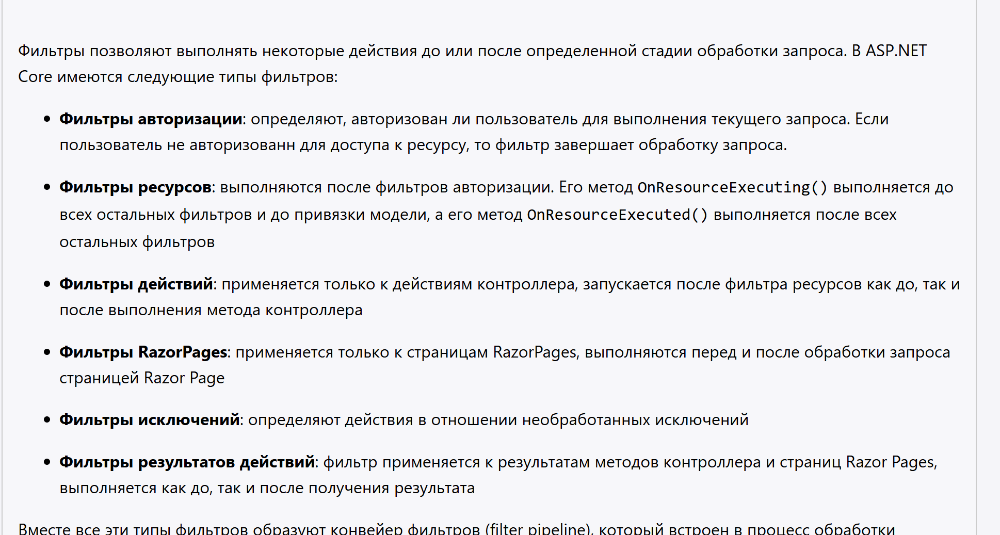 Фильтры позволяют выполнять некоторые действия до или после определенной стадии обработки запроса. В ASP.NET
Core имеются следующие типы фильтров:
• Фильтры авторизации: определяют, авторизован ли пользователь для выполнения текущего запроса. Если
пользователь не авторизованн для доступа к ресурсу, то фильтр завершает обработку запроса.
• Фильтры ресурсов: выполняются после фильтров авторизации. Его метод OnResourceExecuting() выполняется до
всех остальных фильтров и до привязки модели, а его метод OnResourceExecuted() выполняется после всех
остальных фильтров
• Фильтры действий: применяется только к действиям контроллера, запускается после фильтра ресурсов как до, так и
после выполнения метода контроллера
• Фильтры RazorPages: применяется только к страницам RazorPages, выполняются перед и после обработки запроса
страницей Razor Page
• Фильтры исключений: определяют действия в отношении необработанных исключений
• Фильтры результатов действий: фильтр применяется к результатам методов контроллера и страниц Razor Pages,
выполняется как до, так и после получения результата
Вместе все эти типы фильтров образуют конвейер фильтров (filter pipeline), который встроен в процесс обработки